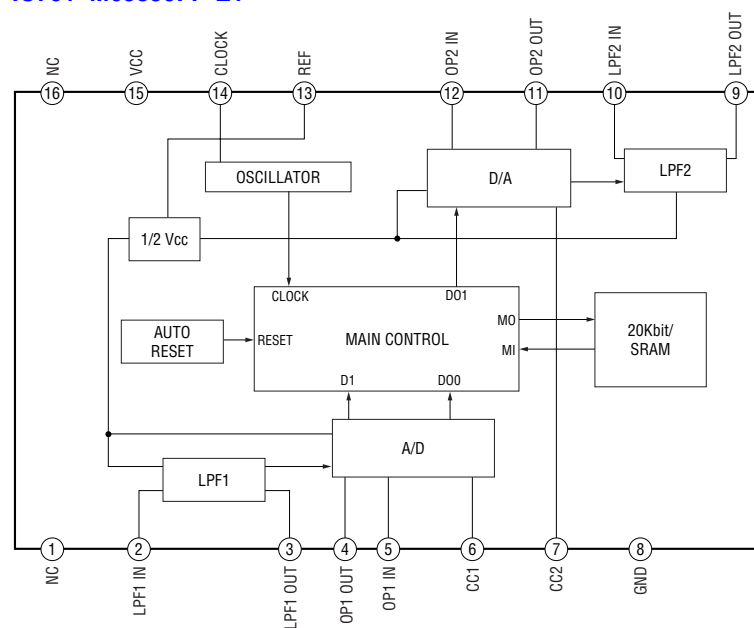 NC
VCC
CLOCK
REF
OP2 IN
OP2 OUT
LPF2 IN
LPF2 OUT
16
15
14
13
12
11
10
9
OSCILLATOR
D/A
LPF2
1/2 Vcc
CLOCK
DO1
AUTO
RESET
RESET
MAIN CONTROL
MO
MI
20Kbit/
SRAM
D1
DO0
A/D
LPF1
1
2
3
4
5
6
7
8
NC
LPF1 IN
LPF1 OUT
OP1 OUT
OP1 IN
CC1
CC2
GND